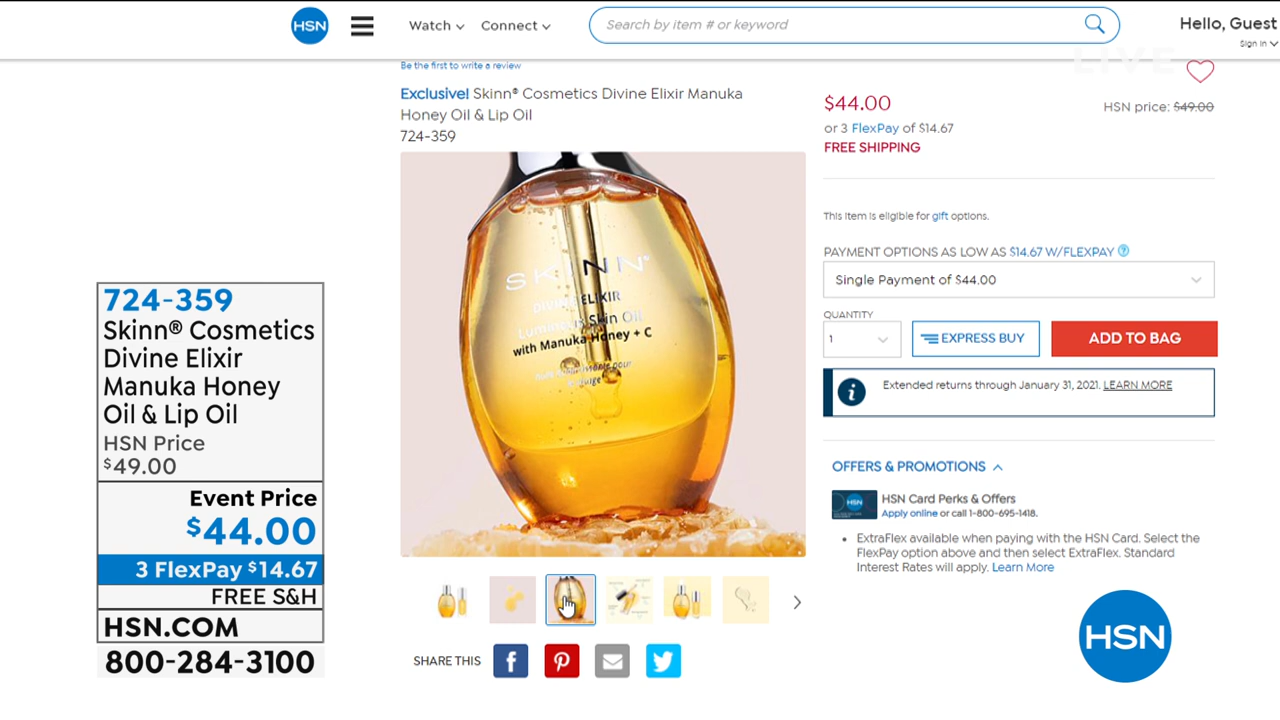 HSN
Watch
Connect
Search by item # or keyword
Hello, Guest
Sign In
LIVE
Be the first to write a review
Exclusive! Skinn® Cosmetics Divine Elixir Manuka
Honey Oil & Lip Oil
724-359
$44.00
HSN price: $49.00
or 3 FlexPay of $14.67
FREE SHIPPING
This item is eligible for gift options.
PAYMENT OPTIONS AS LOW AS $14.67 W/FLEXPAY ?
Single Payment of $44.00
QUANTITY
1
EXPRESS BUY
ADD TO BAG
i
Extended returns through January 31, 2021. LEARN MORE
OFFERS & PROMOTIONS
HSN
HSN Card Perks & Offers
Apply online or call 1-800-695-1418.
• ExtraFlex available when paying with the HSN Card. Select the
FlexPay option above and then select ExtraFlex. Standard
Interest Rates will apply. Learn More
SKINN®
DIVINE ELIXIR
Luminous Skin Oil
with Manuka Honey + C
724-359
Skinn® Cosmetics
Divine Elixir
Manuka Honey
Oil & Lip Oil
HSN Price
$49.00
Event Price
$44.00
3 FlexPay $14.67
FREE S&H
HSN.COM
800-284-3100
SHARE THIS
HSN